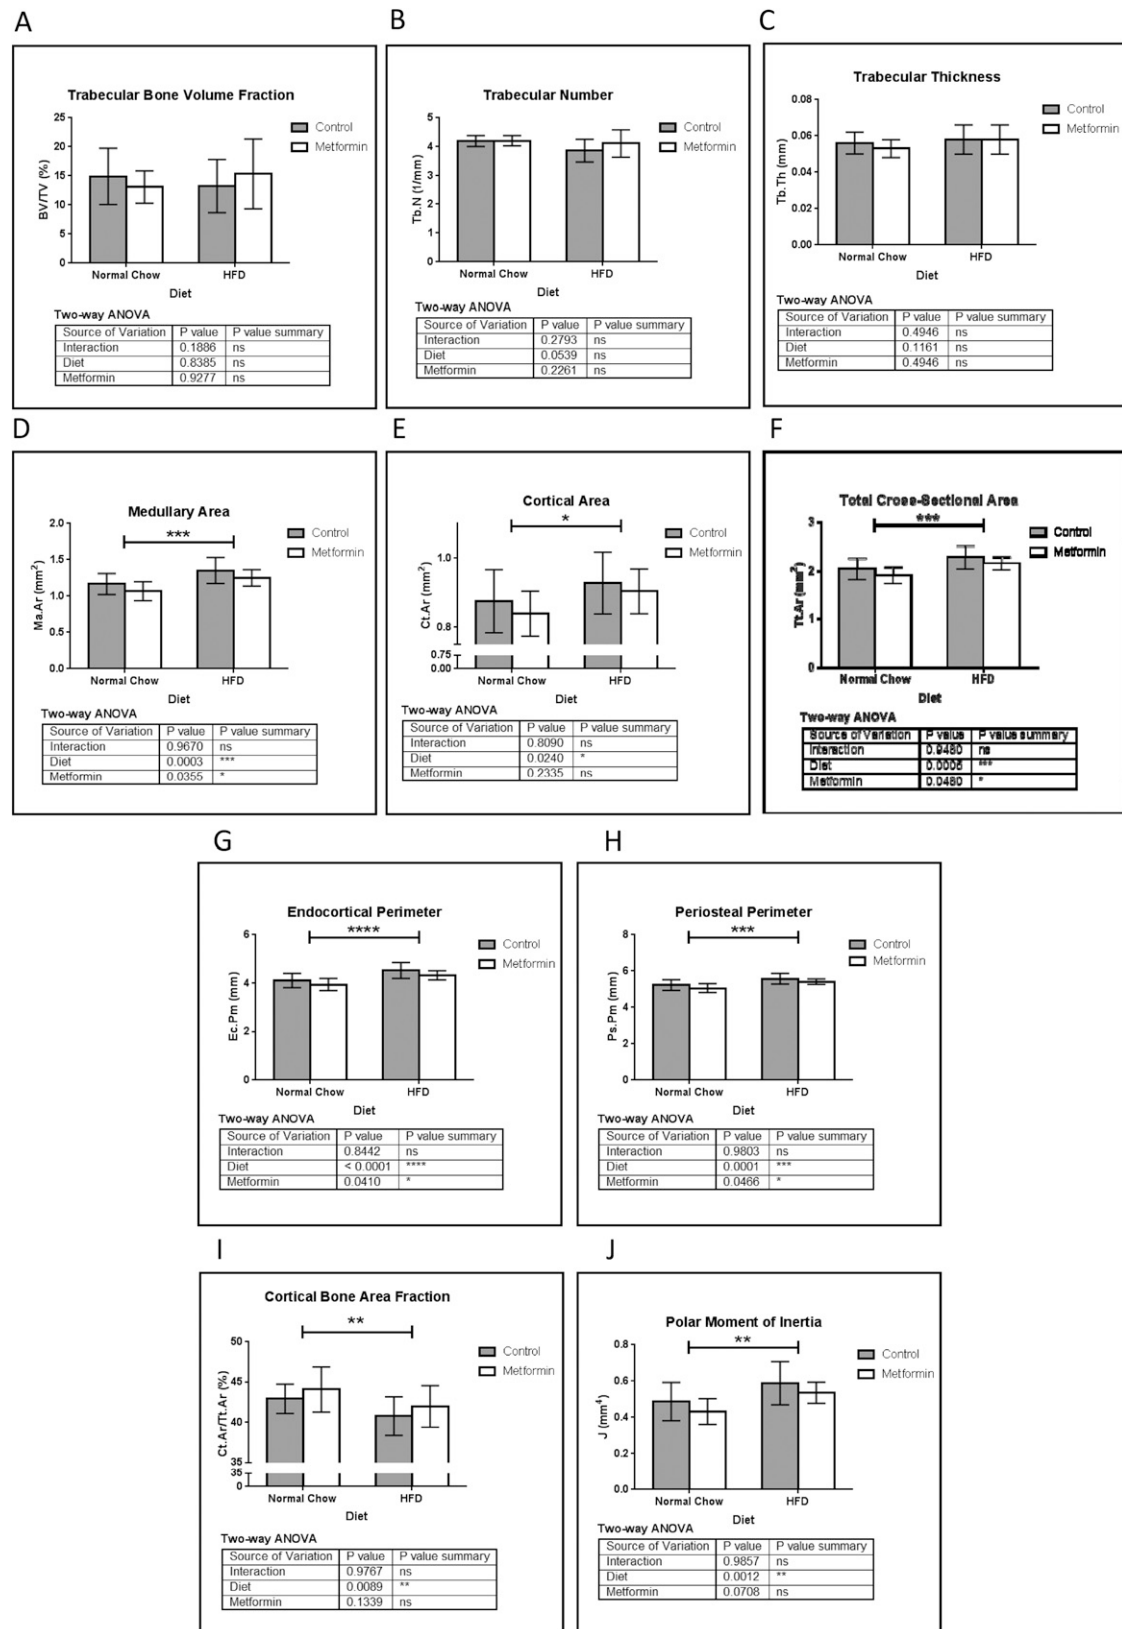 A
Trabecular Bone Volume Fraction
25
20
15
10
5
0
BV/TV (%)
Control
Metformin
Normal Chow HFD
Diet
Two-way ANOVA
Source of Variation P value P value summary
Interaction 0.1886 ns
Diet 0.8385 ns
Metformin 0.9277 ns
B
Trabecular Number
5
4
3
2
1
0
Tb.N (1/mm)
Control
Metformin
Normal Chow HFD
Diet
Two-way ANOVA
Source of Variation P value P value summary
Interaction 0.2793 ns
Diet 0.0539 ns
Metformin 0.2261 ns
C
Trabecular Thickness
0.08
0.06
0.04
0.02
0.00
Tb.Th (mm)
Control
Metformin
Normal Chow HFD
Diet
Two-way ANOVA
Source of Variation P value P value summary
Interaction 0.4946 ns
Diet 0.1161 ns
Metformin 0.4946 ns
D
Medullary Area
2.0
1.5
1.0
0.5
0.0
Ma.Ar (mm²)
***
Control
Metformin
Normal Chow HFD
Diet
Two-way ANOVA
Source of Variation P value P value summary
Interaction 0.9670 ns
Diet 0.0003 ***
Metformin 0.0355 *
E
Cortical Area
1.0
0.8
0.75
0.00
Ct.Ar (mm²)
*
Control
Metformin
Normal Chow HFD
Diet
Two-way ANOVA
Source of Variation P value P value summary
Interaction 0.8090 ns
Diet 0.0240 *
Metformin 0.2335 ns
F
Total Cross-Sectional Area
3
2
1
0
Tt.Ar (mm²)
***
Control
Metformin
Normal Chow HFD
Diet
Two-way ANOVA
Source of Variation P value P value summary
Interaction 0.9480 ns
Diet ***
Metformin 0.0480 *
G
Endocortical Perimeter
6
4
2
0
Ec.Pm (mm)
****
Control
Metformin
Normal Chow HFD
Diet
Two-way ANOVA
Source of Variation P value P value summary
Interaction 0.8442 ns
Diet < 0.0001 ****
Metformin 0.0410 *
H
Periosteal Perimeter
8
6
4
2
0
Ps.Pm (mm)
***
Control
Metformin
Normal Chow HFD
Diet
Two-way ANOVA
Source of Variation P value P value summary
Interaction 0.9803 ns
Diet 0.0001 ***
Metformin 0.0466 *
I
Cortical Bone Area Fraction
50
45
40
35
35
0
Ct.Ar/Tt.Ar (%)
**
Control
Metformin
Normal Chow HFD
Diet
Two-way ANOVA
Source of Variation P value P value summary
Interaction 0.9767 ns
Diet 0.0089 **
Metformin 0.1339 ns
J
Polar Moment of Inertia
0.8
0.6
0.4
0.2
0.0
J (mm⁴)
**
Control
Metformin
Normal Chow HFD
Diet
Two-way ANOVA
Source of Variation P value P value summary
Interaction 0.9857 ns
Diet 0.0012 **
Metformin 0.0708 ns